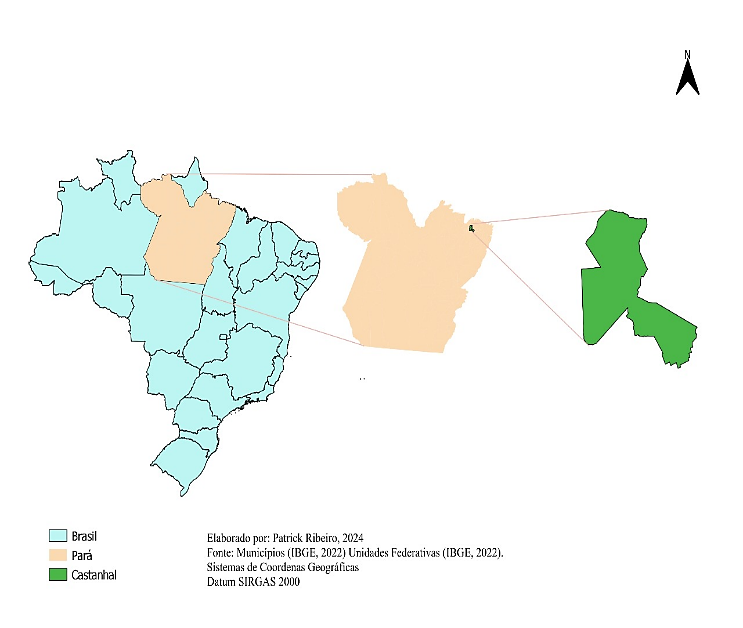 N
Brasil
Pará
Castanhal
Elaborado por: Patrick Ribeiro, 2024
Fonte: Municípios (IBGE, 2022) Unidades Federativas (IBGE, 2022).
Sistemas de Coordenas Geográficas
Datum SIRGAS 2000